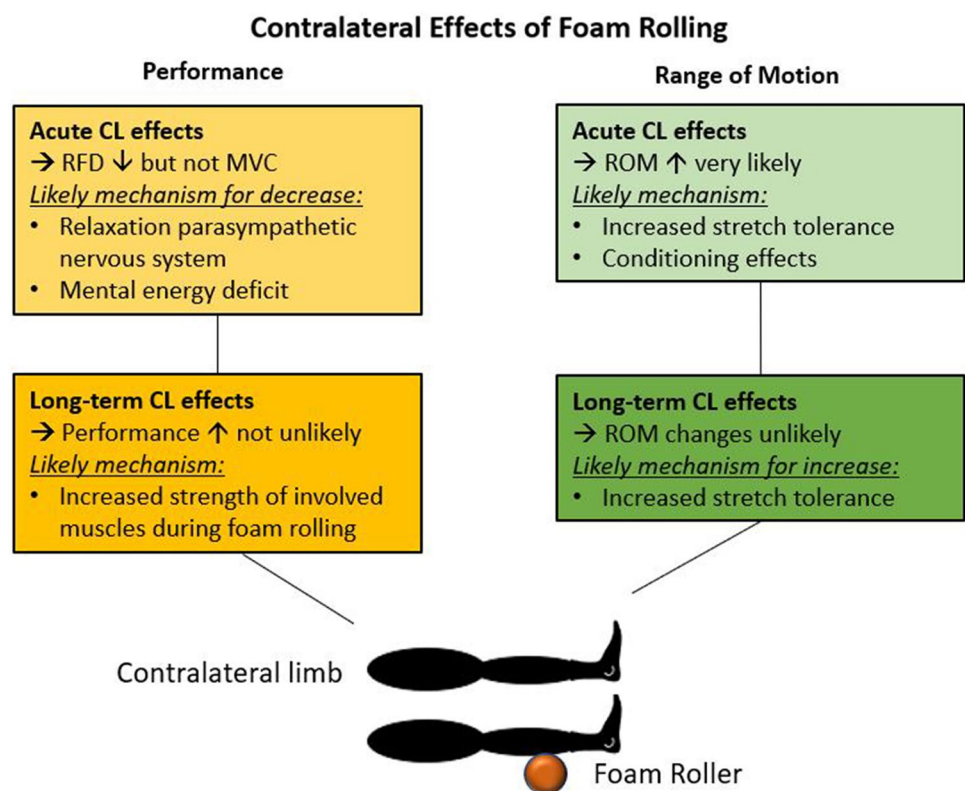 Contralateral Effects of Foam Rolling
Performance
Acute CL effects
→ RFD ↓ but not MVC
Likely mechanism for decrease:
• Relaxation parasympathetic
nervous system
• Mental energy deficit
Long-term CL effects
→ Performance ↑ not unlikely
Likely mechanism:
• Increased strength of involved
muscles during foam rolling
Range of Motion
Acute CL effects
→ ROM ↑ very likely
Likely mechanism:
• Increased stretch tolerance
• Conditioning effects
Long-term CL effects
→ ROM changes unlikely
Likely mechanism for increase:
• Increased stretch tolerance
Contralateral limb
Foam Roller